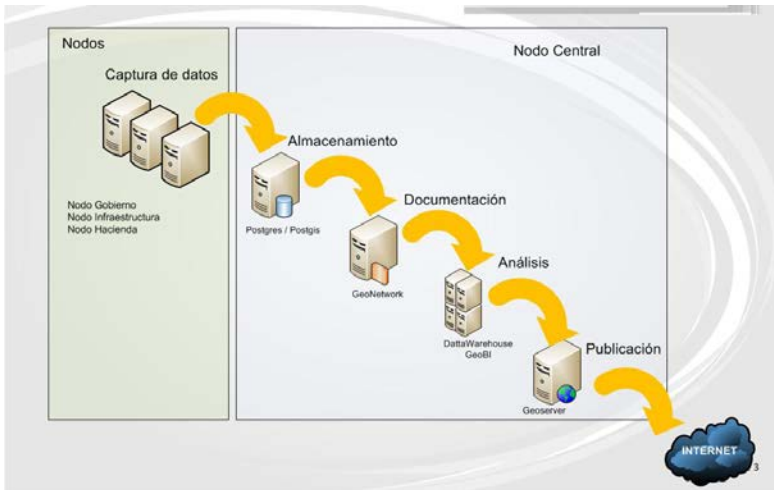 Nodos
Captura de datos
Nodo Gobierno
Nodo Infraestructura
Nodo Hacienda
Nodo Central
Almacenamiento
Postgres / Postgis
Documentación
GeoNetwork
Análisis
DattaWarehouse
GeoBI
Publicación
Geoserver
INTERNET
3